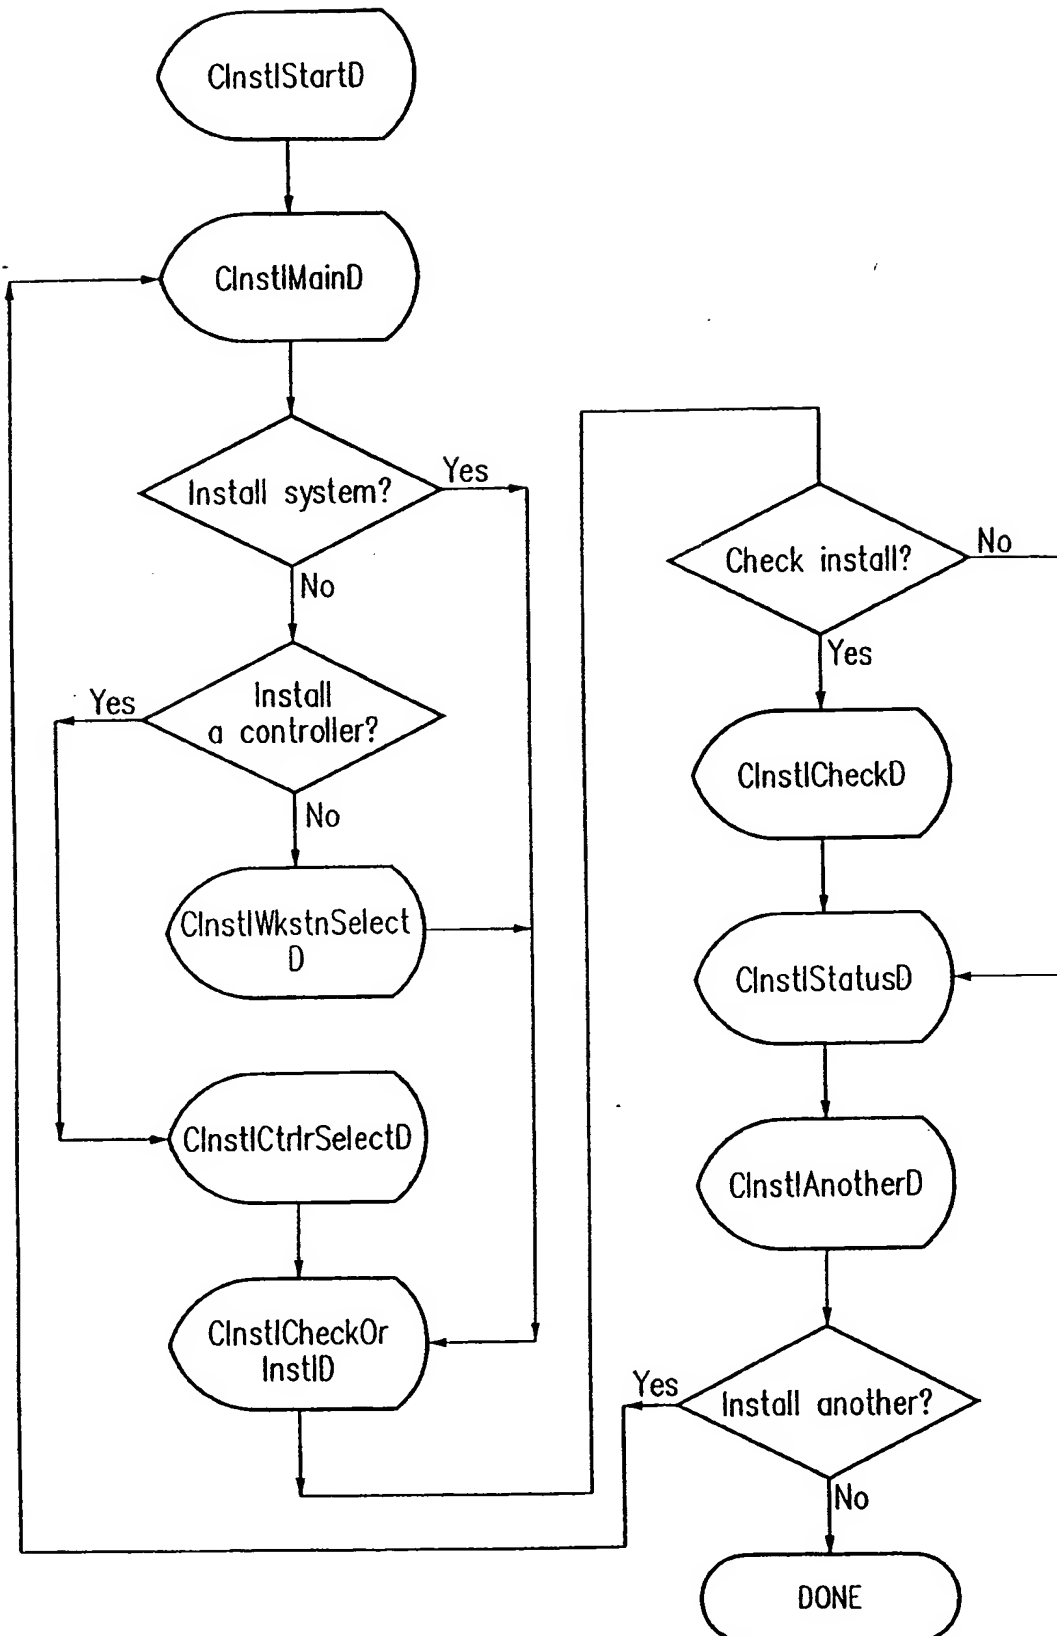 CInstlStartD
CInstlMainD
Install system?
Yes
No
Install
a controller?
Yes
No
CInstlWkstnSelect
D
CInstlCtrlrSelectD
CInstlCheckOr
InstlD
Check install?
No
Yes
CInstlCheckD
CInstlStatusD
CInstlAnotherD
Install another?
Yes
No
DONE